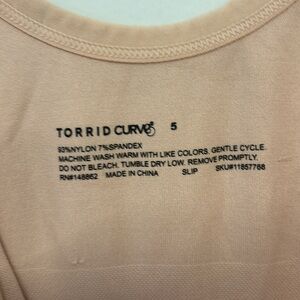 TORRID CURVE 5
93%NYLON 7%SPANDEX
MACHINE WASH WARM WITH LIKE COLORS. GENTLE CYCLE.
DO NOT BLEACH. TUMBLE DRY LOW. REMOVE PROMPTLY.
RN#148862 MADE IN CHINA SLIP SKU#11857768